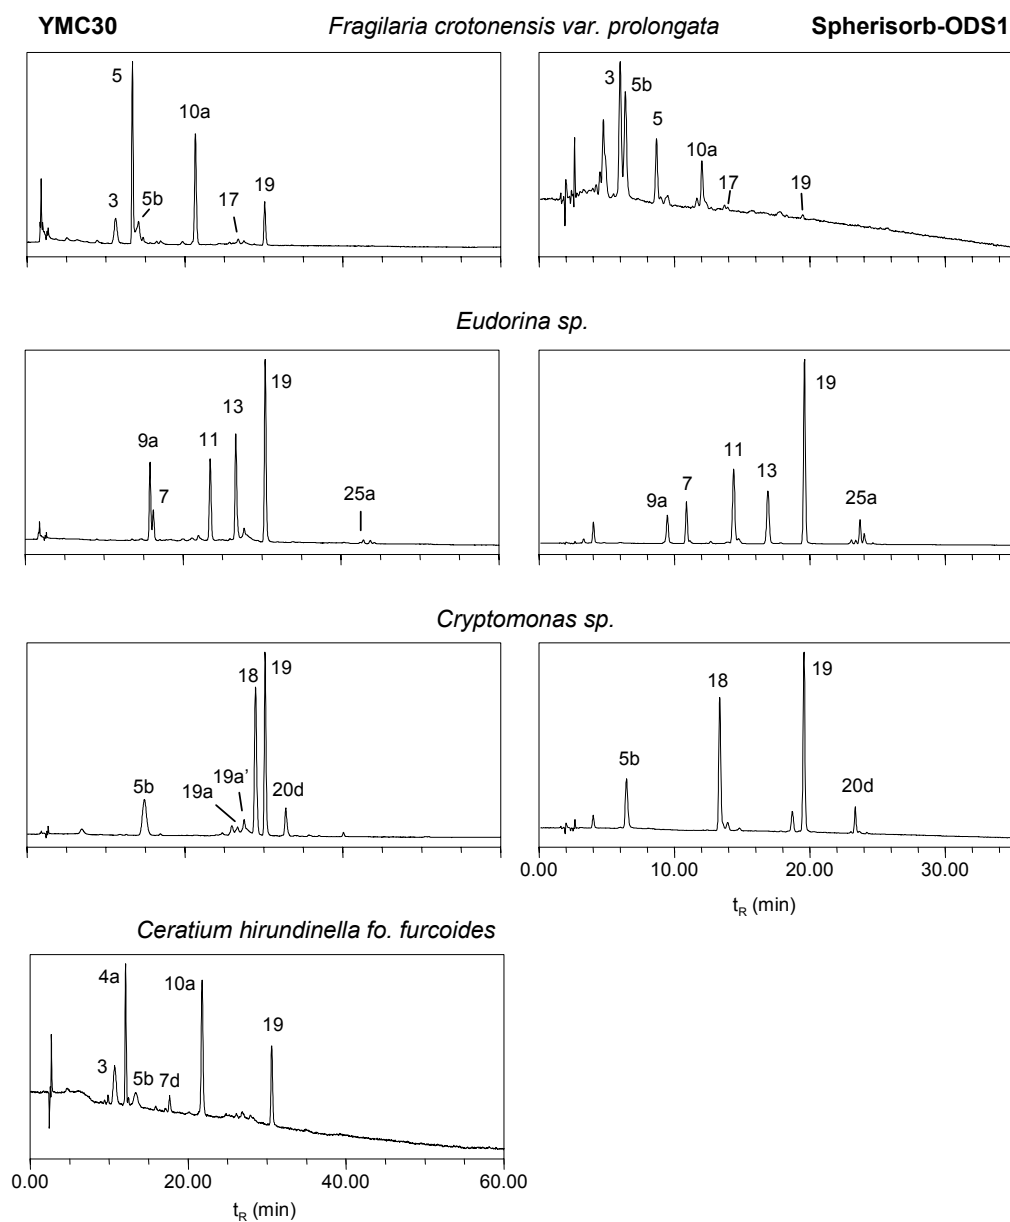 YMC30 Fragilaria crotonensis var. prolongata Spherisorb-ODS1
5
10a
3
5b
17
19
3
5b
5
10a
17
19
Eudorina sp.
9a
7
11
13
19
25a
9a
7
11
13
19
25a
Cryptomonas sp.
5b
19a
19a’
18
19
20d
5b
18
19
20d
0.00 10.00 20.00 30.00
tR (min)
Ceratium hirundinella fo. furcoides
3
4a
5b
7d
10a
19
0.00 20.00 40.00 60.00
tR (min)